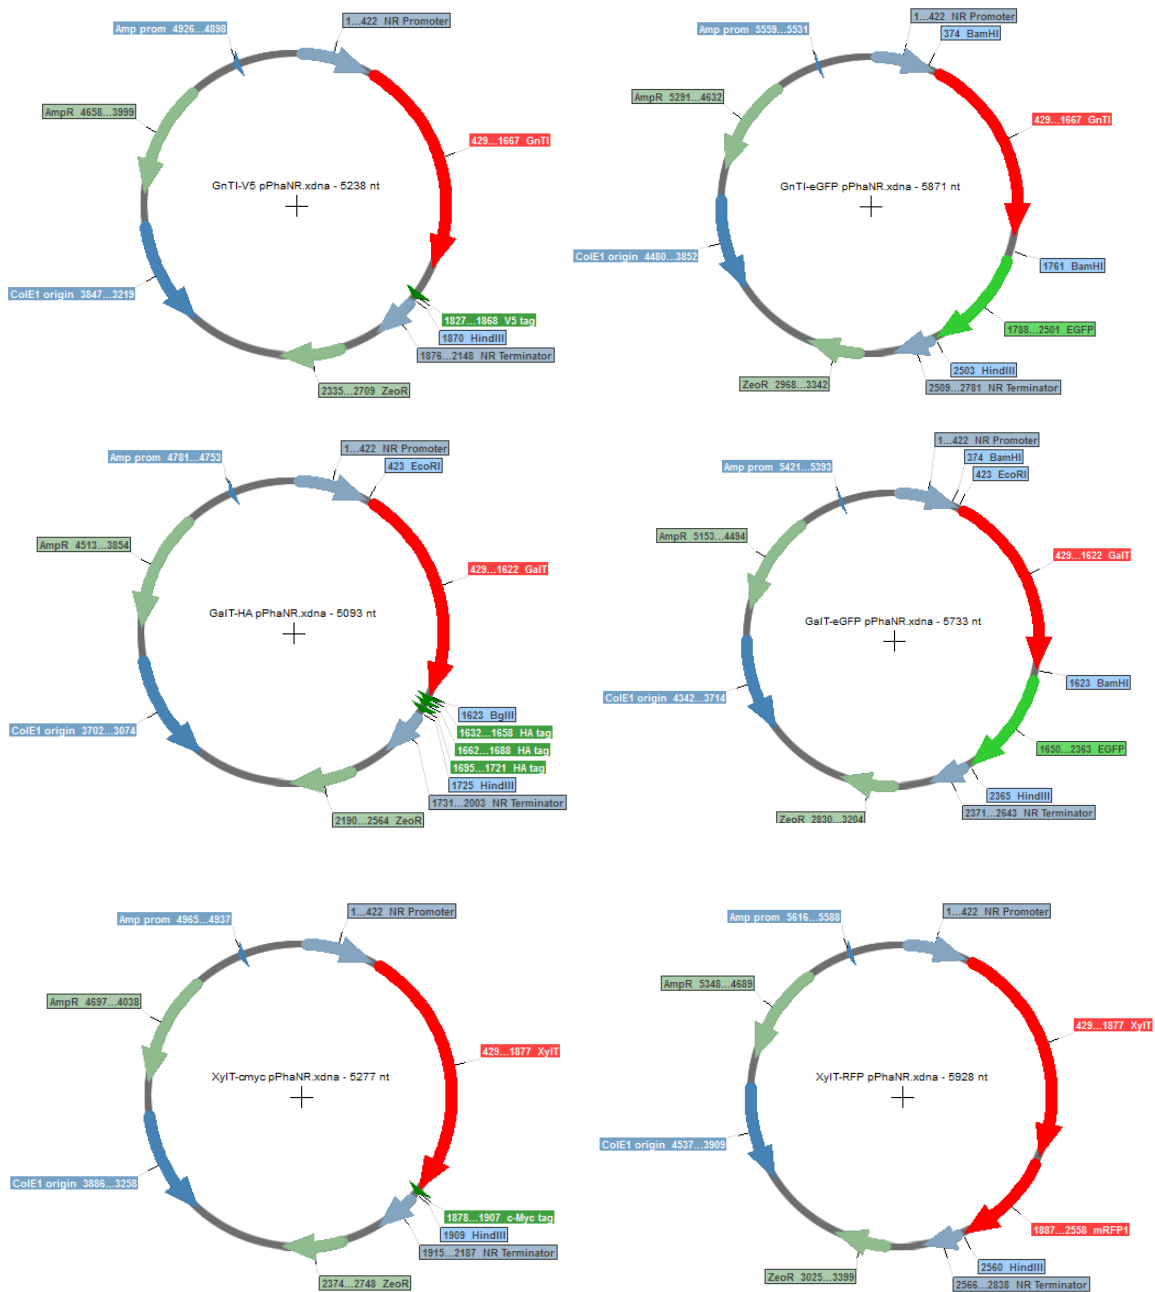 1...422 NR Promoter
Amp prom 4926...4898
AmpR 4658...3999
429...1667 GnTI
GnTI-V5 pPhaNR.xdna - 5238 nt
ColE1 origin 3847...3219
1827...1868 V5 tag
1870 HindIII
1876...2148 NR Terminator
2335...2709 ZeoR
1...422 NR Promoter
Amp prom 5559...5531
374 BamHI
AmpR 5291...4632
429...1667 GnTI
GnTI-eGFP pPhaNR.xdna - 5871 nt
ColE1 origin 4480...3852
1761 BamHI
1788...2501 EGFP
2503 HindIII
ZeoR 2968...3342
2509...2781 NR Terminator
1...422 NR Promoter
Amp prom 4781...4753
423 EcoRI
AmpR 4513...3854
429...1622 GalT
GalT-HA pPhaNR.xdna - 5093 nt
ColE1 origin 3702...3074
1623 BglII
1632...1658 HA tag
1662...1688 HA tag
1695...1721 HA tag
1725 HindIII
1731...2003 NR Terminator
2190...2564 ZeoR
1...422 NR Promoter
374 BamHI
Amp prom 5421...5393
423 EcoRI
AmpR 5153...4494
429...1622 GalT
GalT-eGFP pPhaNR.xdna - 5733 nt
1623 BamHI
ColE1 origin 4342...3714
1650...2363 EGFP
2365 HindIII
2371...2643 NR Terminator
ZeoR 2830...3204
1...422 NR Promoter
Amp prom 4965...4937
AmpR 4697...4038
429...1877 XylT
XylT-cmyc pPhaNR.xdna - 5277 nt
ColE1 origin 3886...3258
1878...1907 c-Myc tag
1909 HindIII
1915...2187 NR Terminator
2374...2748 ZeoR
1...422 NR Promoter
Amp prom 5616...5588
AmpR 5348...4689
429...1877 XylT
XylT-RFP pPhaNR.xdna - 5928 nt
ColE1 origin 4537...3909
1887...2558 mRFP1
2560 HindIII
ZeoR 3025...3399
2566...2838 NR Terminator